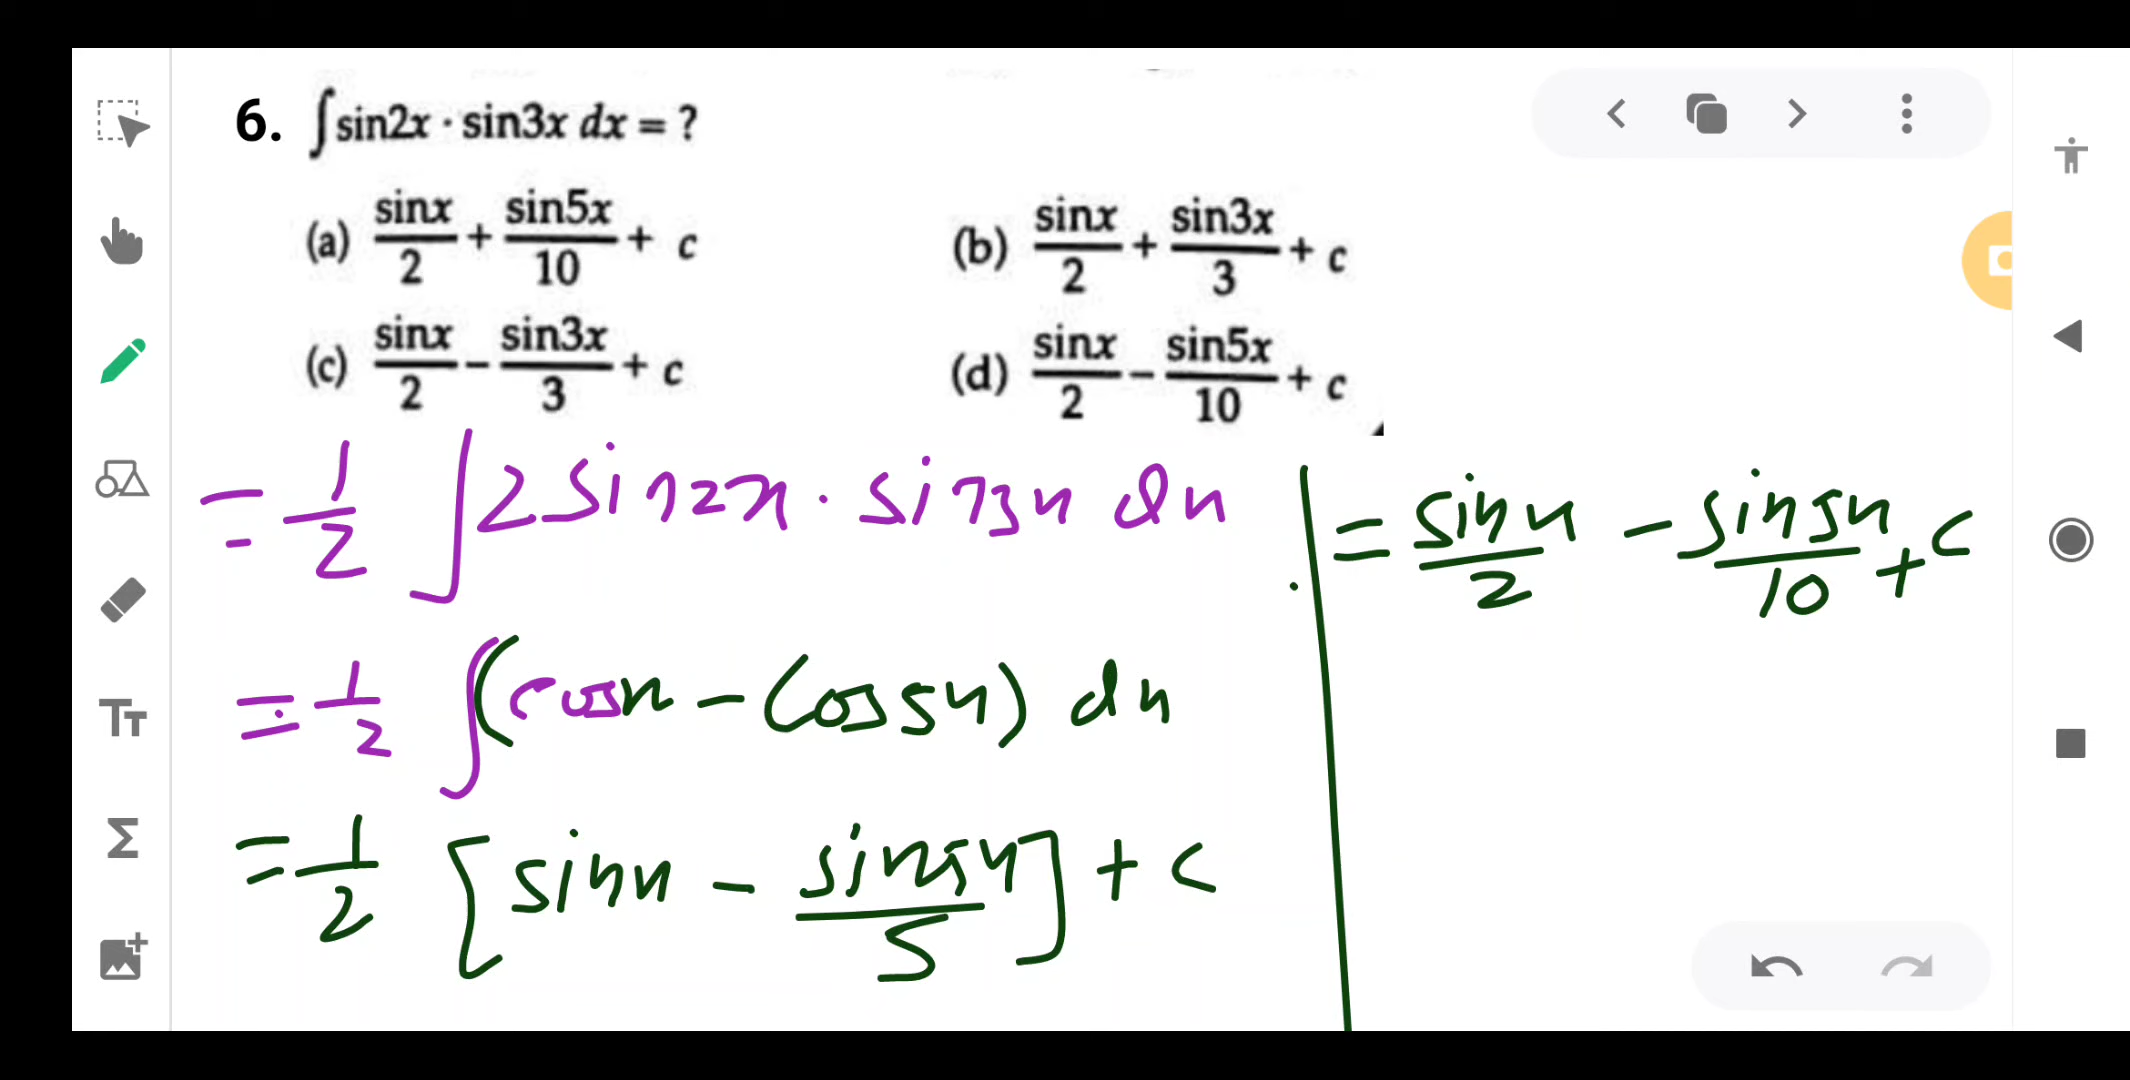 6. ∫sin2x · sin3x dx = ?
(a) sinx/2 + sin5x/10 + c
(b) sinx/2 + sin3x/3 + c
(c) sinx/2 − sin3x/3 + c
(d) sinx/2 − sin5x/10 + c
= 1/2 ∫2 sin2x · sin3x dx
= 1/2 ∫(cosx − cos5x) dx
= 1/2 [sinx − sin5x/5] + c
= sinx/2 − sin5x/10 + c
TT
Σ